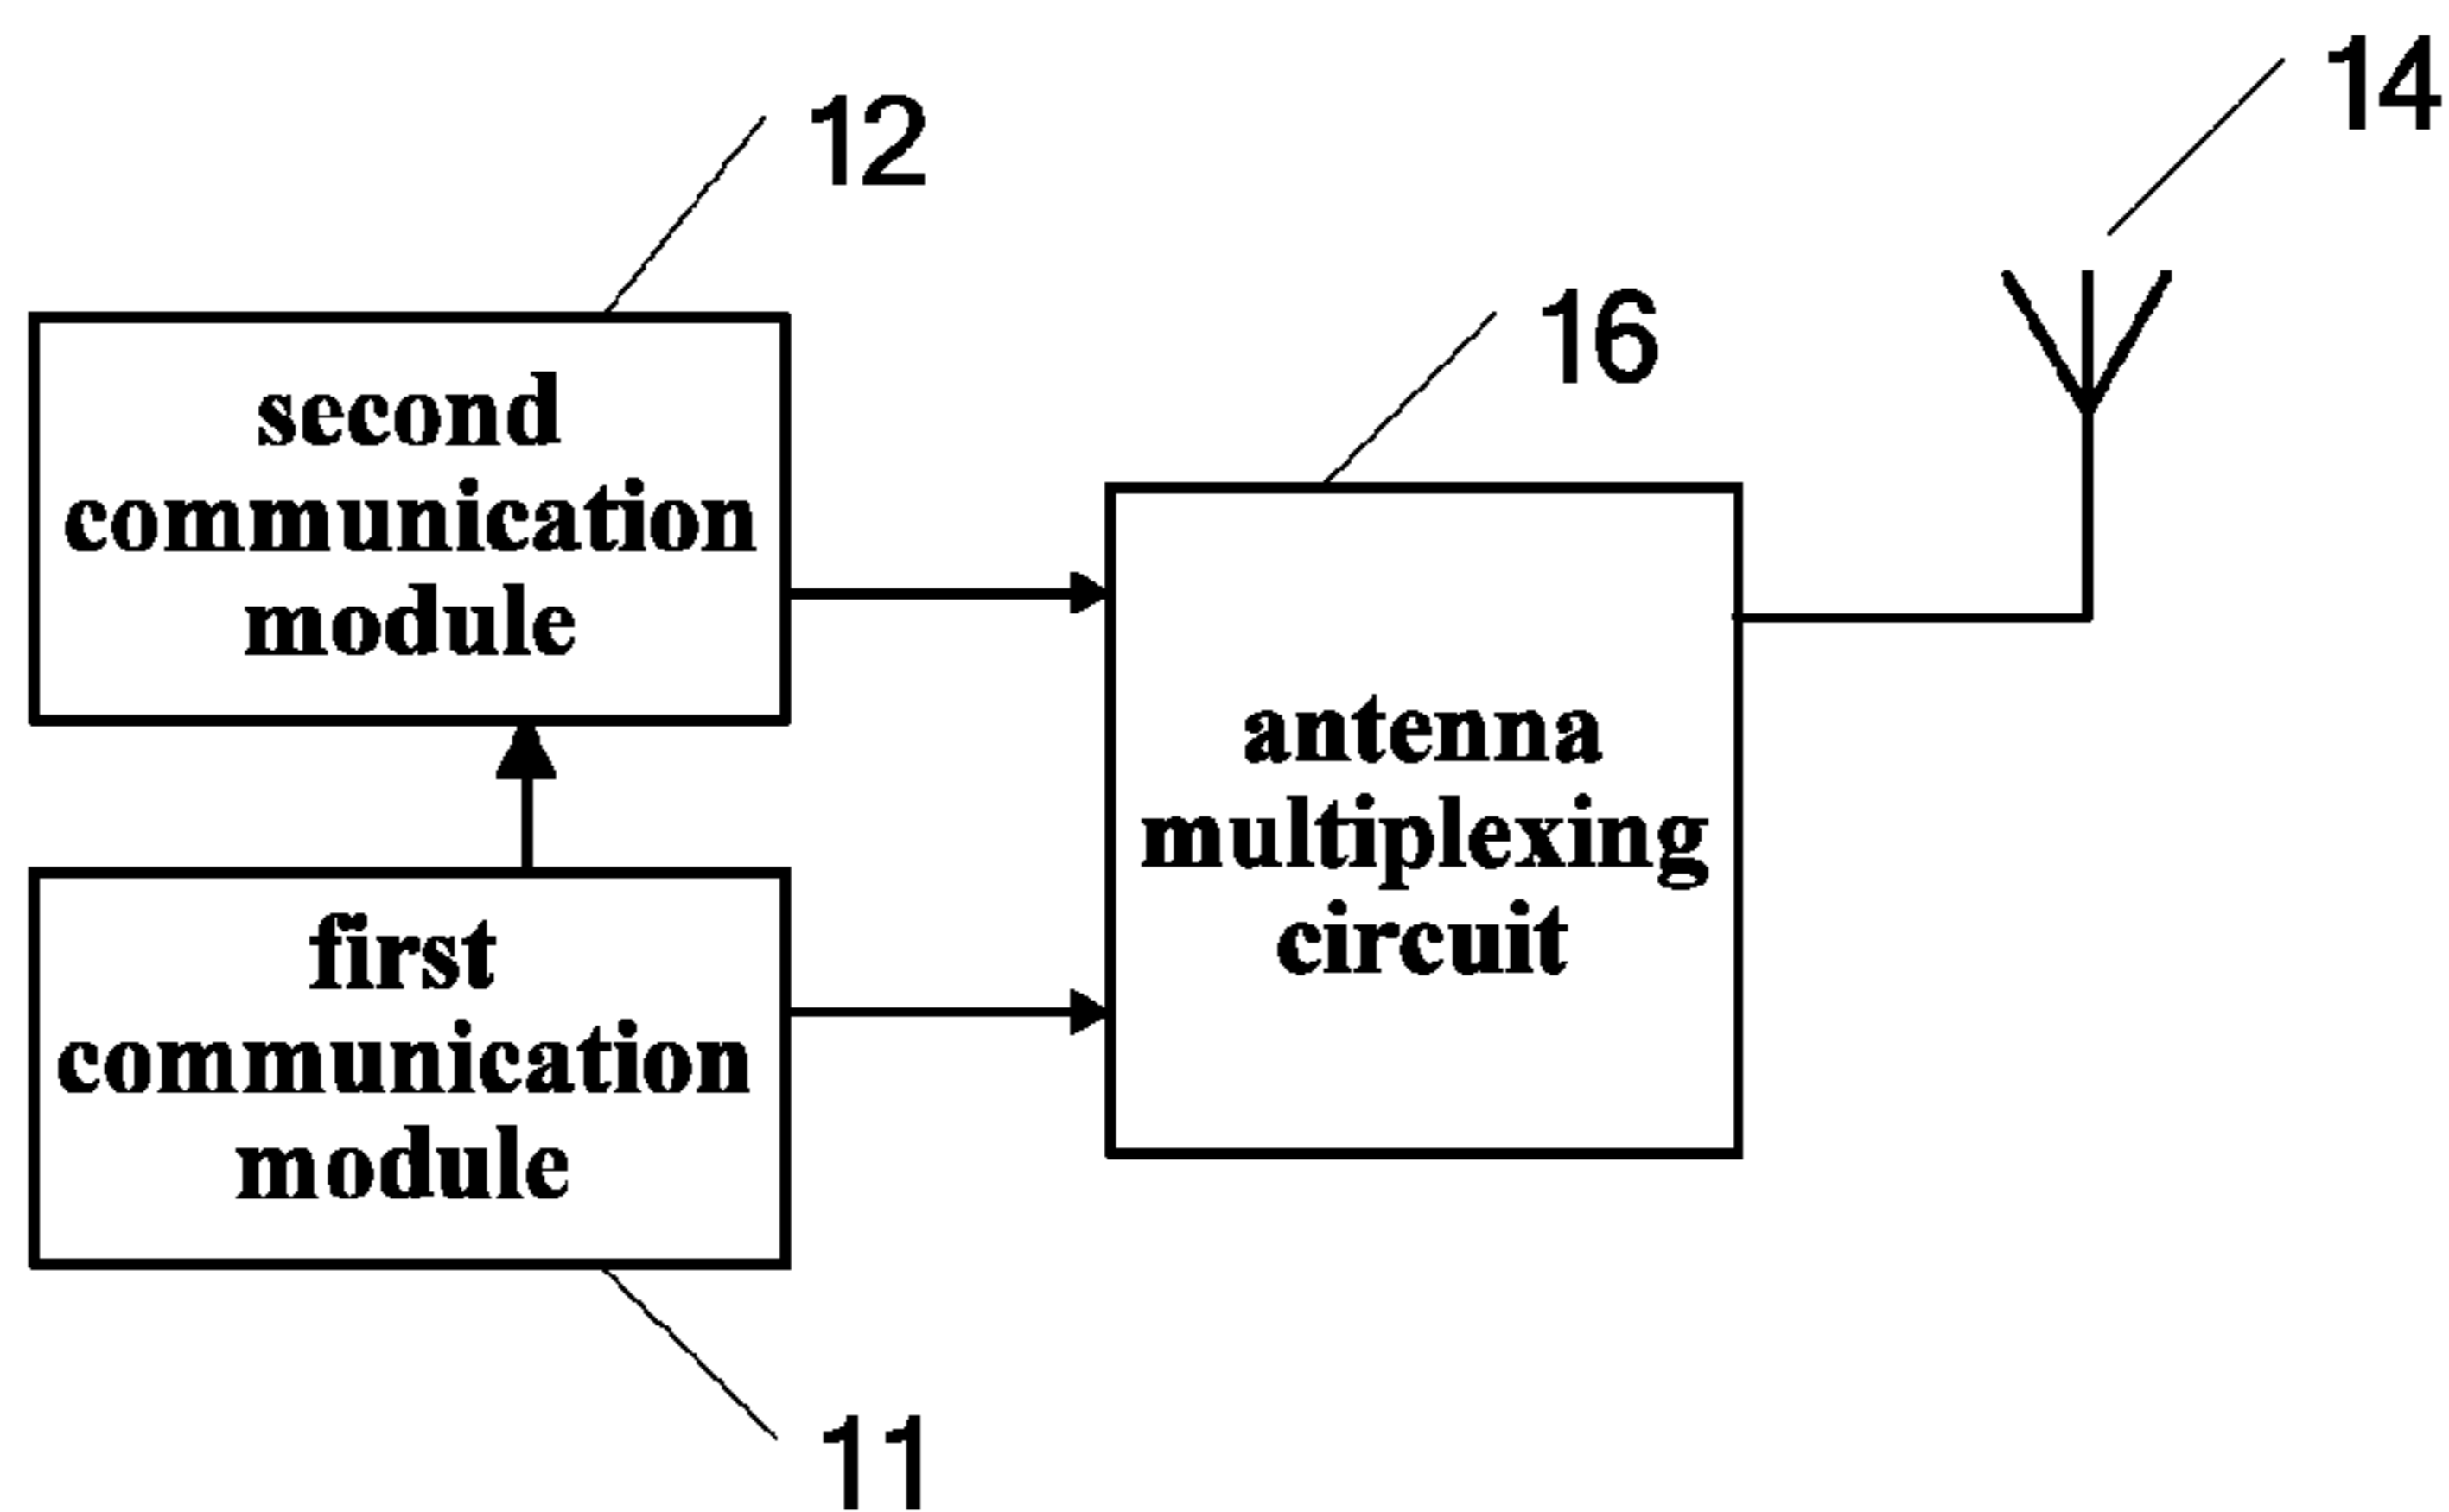 14
12
16
second
communication
module
antenna
multiplexing
circuit
first
communication
module
11